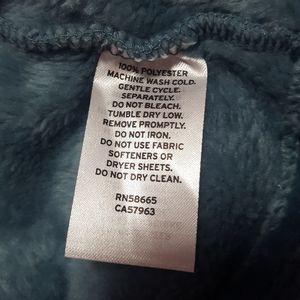 100% POLYESTER
MACHINE WASH COLD.
GENTLE CYCLE.
SEPARATELY.
DO NOT BLEACH.
TUMBLE DRY LOW.
REMOVE PROMPTLY.
DO NOT IRON.
DO NOT USE FABRIC
SOFTENERS OR
DRYER SHEETS.
DO NOT DRY CLEAN.
RN58665
CA57963